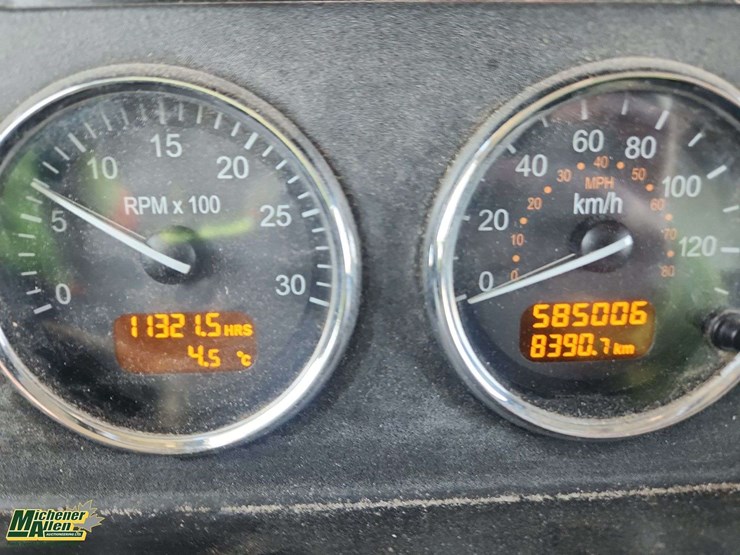 0 5 10 15 20 25 30
RPM x 100
11321.5 HRS
4.5 °C
0 20 40 60 80 100 120
0 10 20 30 40 50 60 70 80
MPH
km/h
585006
8390.7 km
MICHENER
ALLEN
AUCTIONEERING LTD.